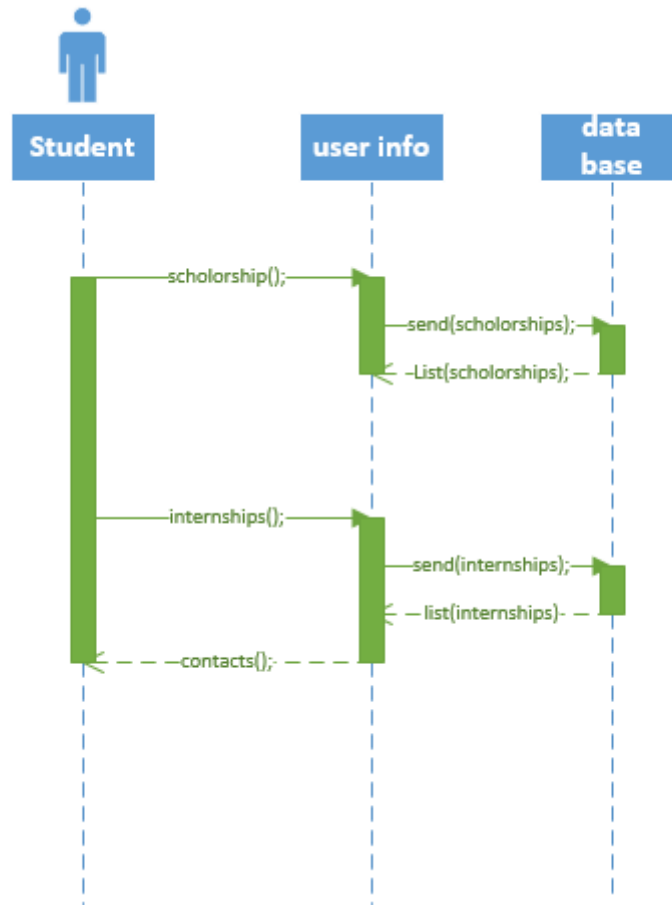 Student
user info
data
base
scholorship();
send(scholorships);
List(scholorships);
internships();
send(internships);
list(internships)
contacts();